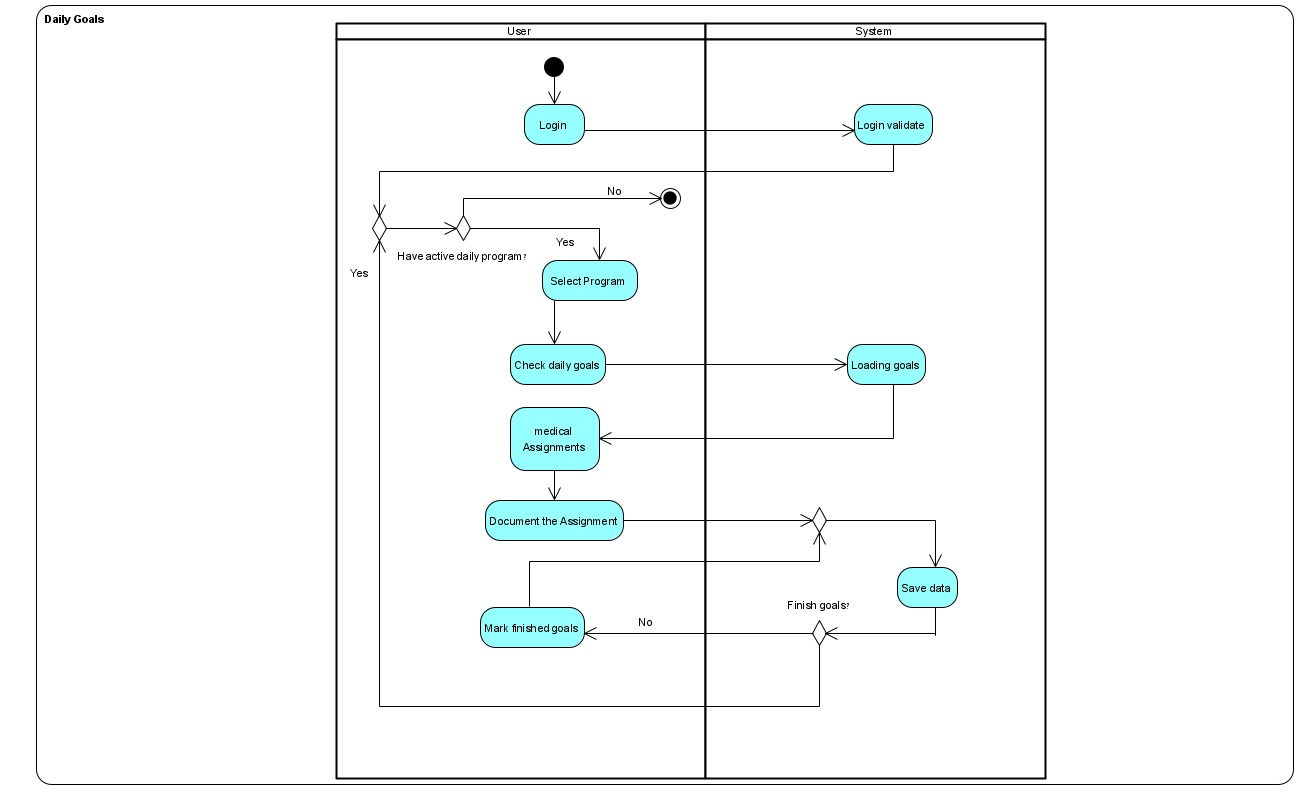 Daily Goals
User
System
Login
Login validate
No
Yes
Have active daily program?
Yes
Select Program
Check daily goals
Loading goals
medical
Assignments
Document the Assignment
Save data
Finish goals?
No
Mark finished goals